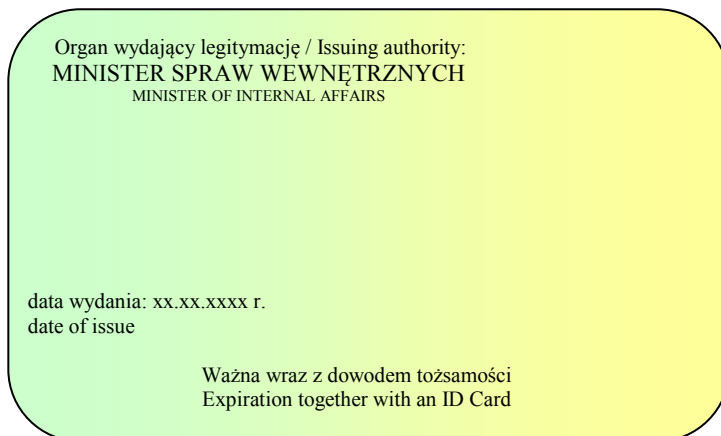 Organ wydający legitymację / Issuing authority:
MINISTER SPRAW WEWNĘTRZNYCH
MINISTER OF INTERNAL AFFAIRS
data wydania: xx.xx.xxxx r.
date of issue
Ważna wraz z dowodem tożsamości
Expiration together with an ID Card